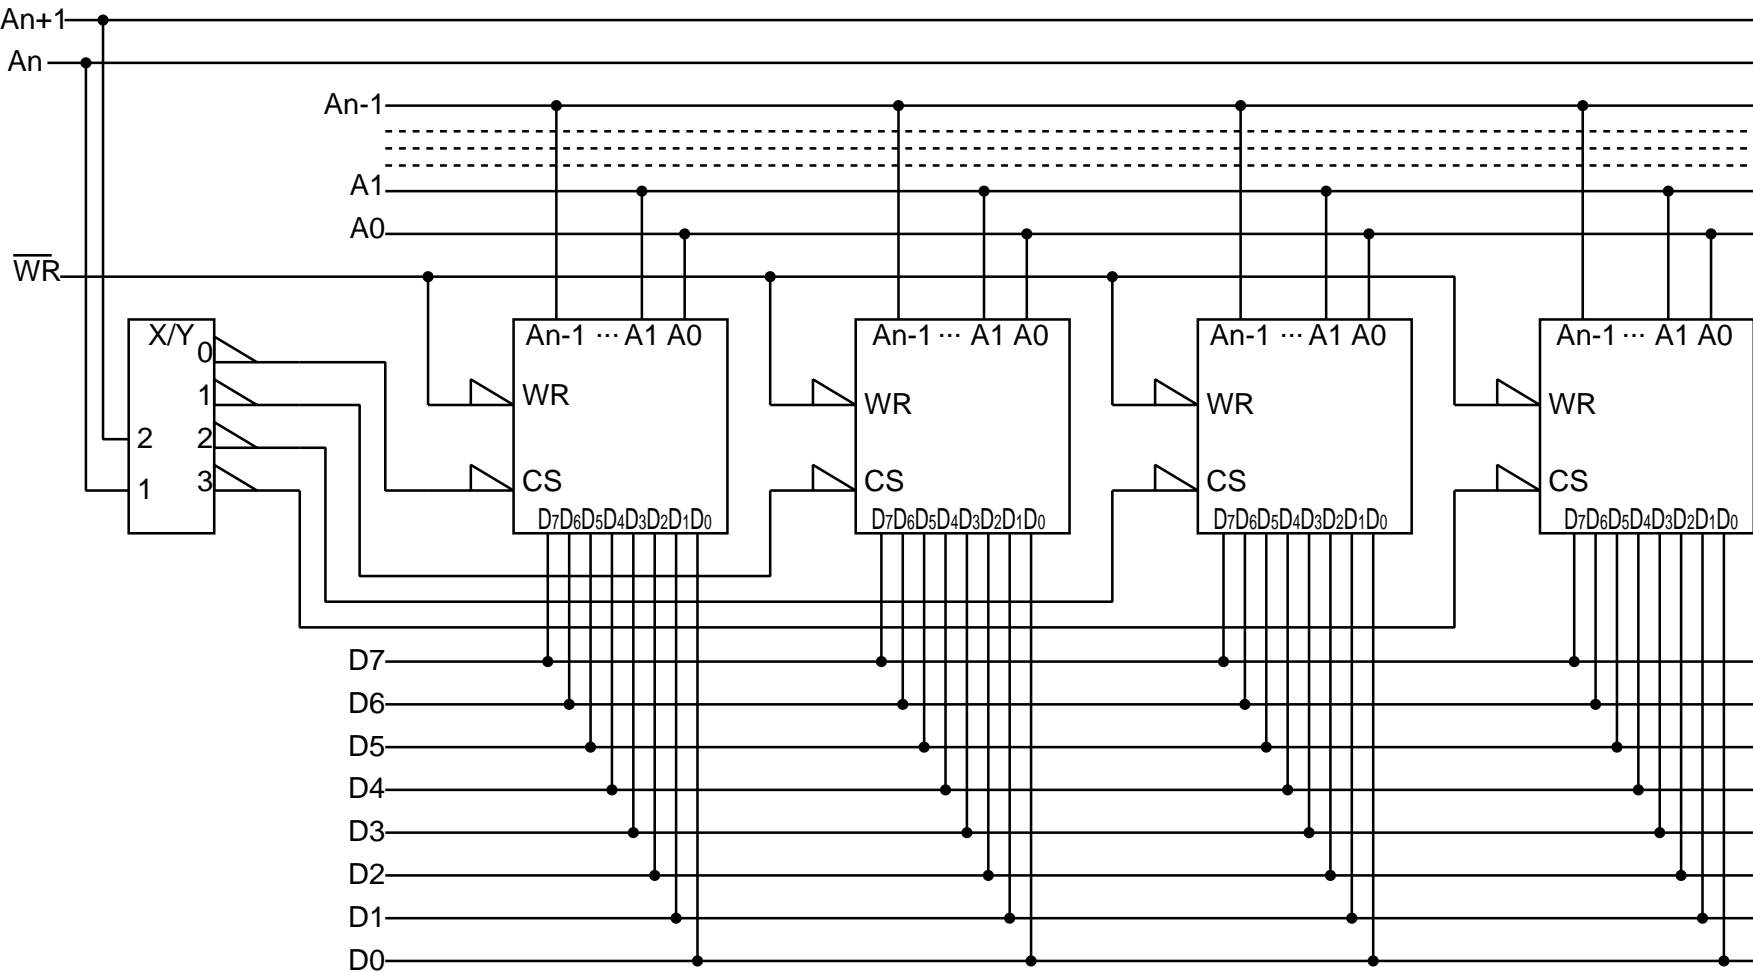 An+1
An
An-1
A1
A0
WR
X/Y
0
1
2
3
2
1
An-1 ··· A1 A0
WR
CS
D7D6D5D4D3D2D1D0
An-1 ··· A1 A0
WR
CS
D7D6D5D4D3D2D1D0
An-1 ··· A1 A0
WR
CS
D7D6D5D4D3D2D1D0
An-1 ··· A1 A0
WR
CS
D7D6D5D4D3D2D1D0
D7
D6
D5
D4
D3
D2
D1
D0